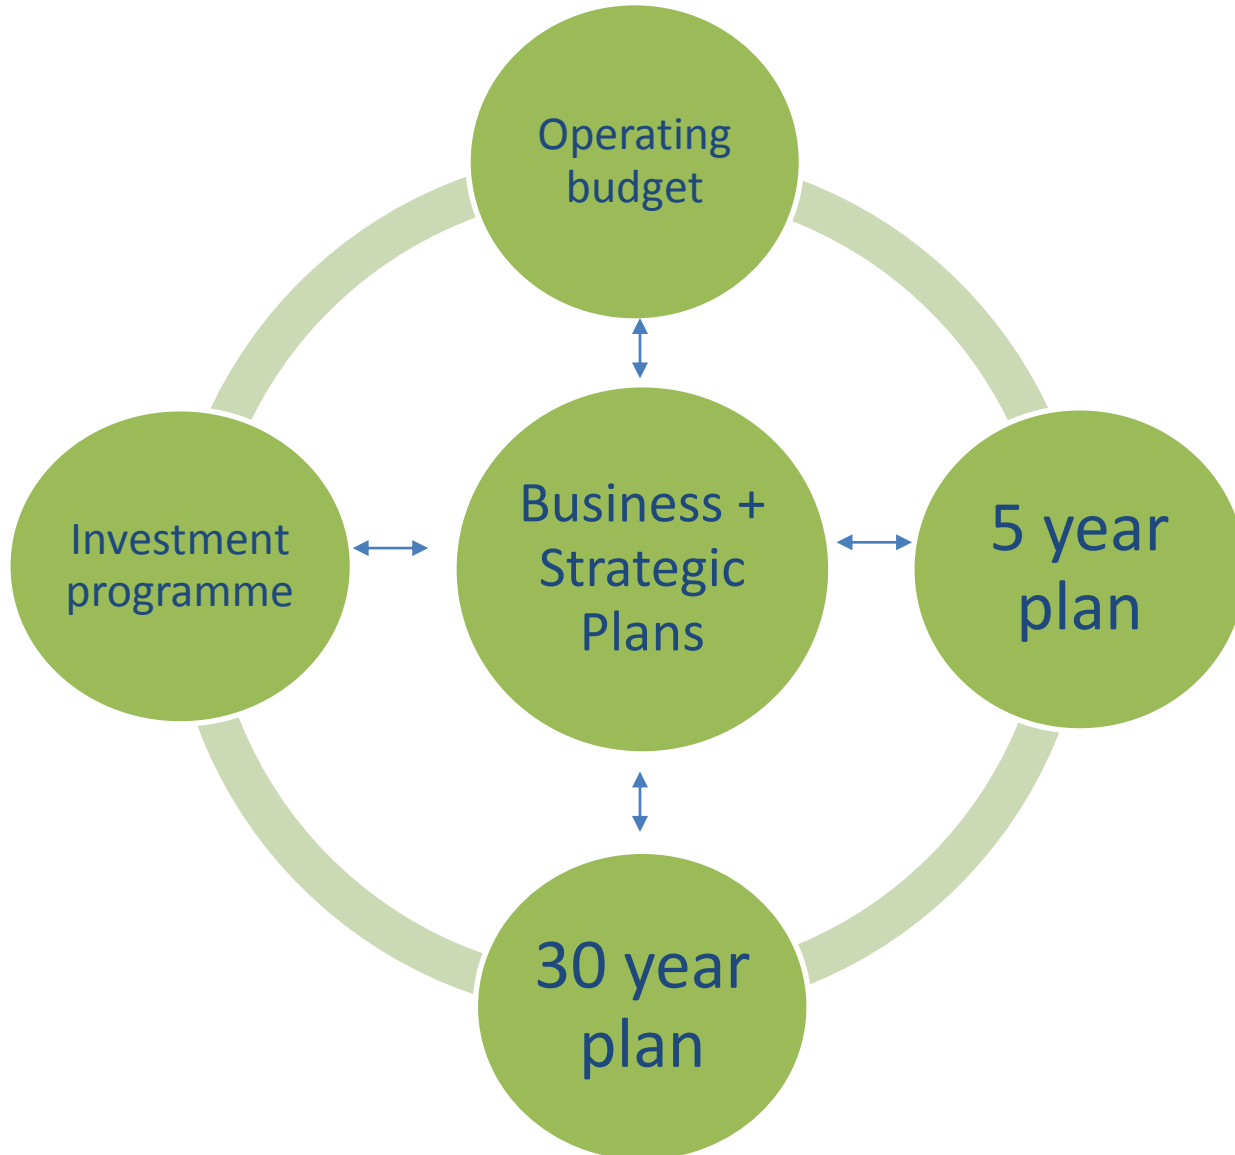 Operating
budget
Investment
programme
Business +
Strategic
Plans
5 year
plan
30 year
plan